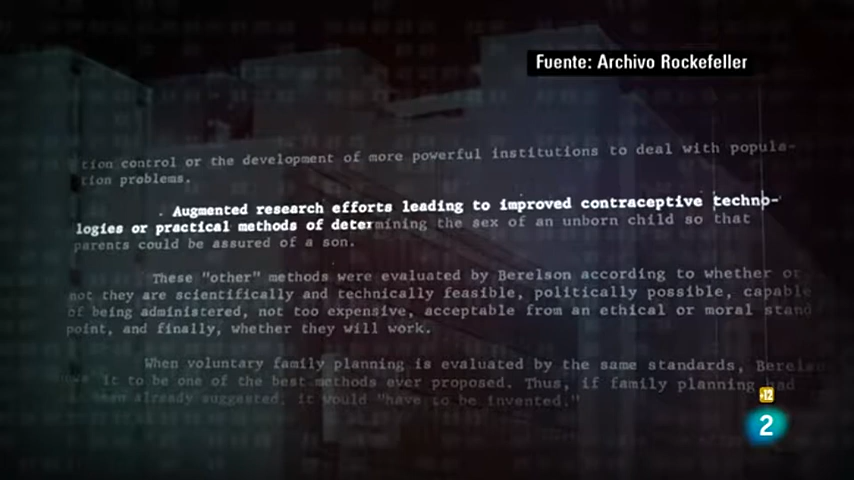 Fuente: Archivo Rockefeller
tion control or the development of more powerful institutions to deal with popula-
tion problems.
. Augmented research efforts leading to improved contraceptive techno-
logies or practical methods of determining the sex of an unborn child so that
parents could be assured of a son.
These "other" methods were evaluated by Berelson according to whether or
not they are scientifically and technically feasible, politically possible, capable
of being administered, not too expensive, acceptable from an ethical or moral stand
point, and finally, whether they will work.
When voluntary family planning is evaluated by the same standards, Berelson
it to be one of the best methods ever proposed. Thus, if family planning had
already suggested, it would "have to be invented."
+12
2